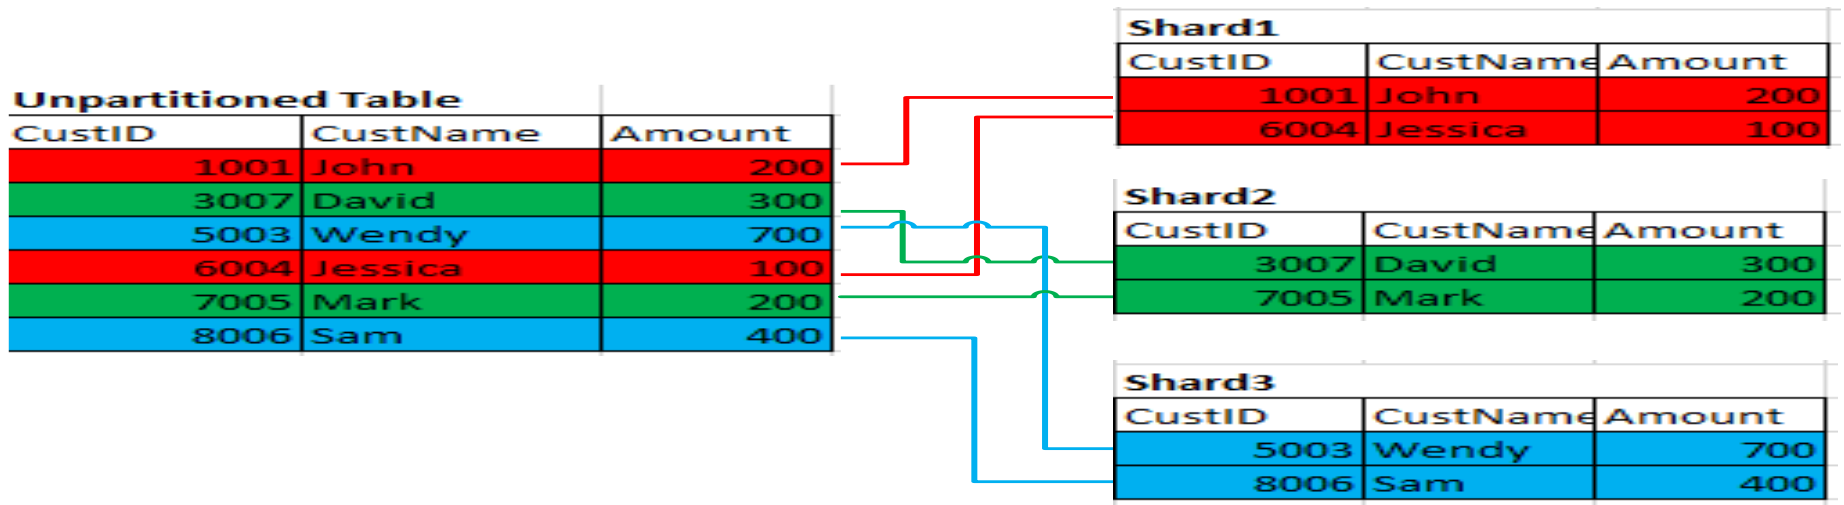 Unpartitioned Table
CustID CustName Amount
1001 John 200
3007 David 300
5003 Wendy 700
6004 Jessica 100
7005 Mark 200
8006 Sam 400
Shard1
CustID CustName Amount
1001 John 200
6004 Jessica 100
Shard2
CustID CustName Amount
3007 David 300
7005 Mark 200
Shard3
CustID CustName Amount
5003 Wendy 700
8006 Sam 400